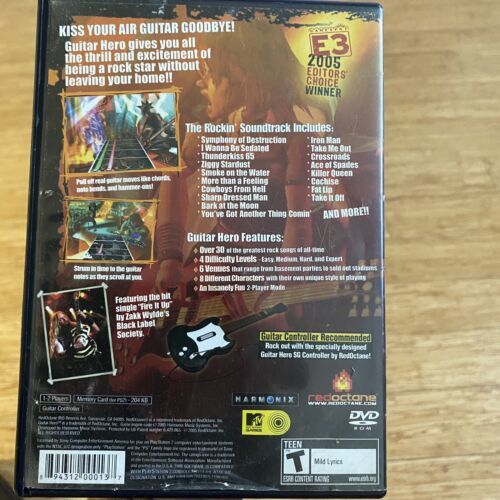 KISS YOUR AIR GUITAR GOODBYE!
Guitar Hero gives you all
the thrill and excitement of
being a rock star without
leaving your home!!
E3
2005
EDITORS'
CHOICE
WINNER
Pull off real guitar moves like chords,
note bends, and hammer-ons!
Strum in time to the guitar
notes as they scroll at you.
The Rockin' Soundtrack Includes:
* Symphony of Destruction
* I Wanna Be Sedated
* Thunderkiss 65
* Ziggy Stardust
* Smoke on the Water
* More than a Feeling
* Cowboys From Hell
* Sharp Dressed Man
* Bark at the Moon
* You've Got Another Thing Comin'
* Iron Man
* Take Me Out
* Crossroads
* Ace of Spades
* Killer Queen
* Cochise
* Fat Lip
* Take it Off
AND MORE!!
Guitar Hero Features:
* Over 30 of the greatest rock songs of all-time
* 4 Difficulty Levels - Easy, Medium, Hard, and Expert
* 6 Venues that range from basement parties to sold out stadiums
* 8 Different Characters with their own unique style of playing
* An Insanely Fun 2-Player Mode
Featuring the hit
single "Fire It Up"
by Zakk Wylde's
Black Label
Society.
Guitar Controller Recommended
Rock out with the specially designed
Guitar Hero SG Controller by RedOctane!
1-2 Players
Memory Card (for PS2) - 204 KB
Guitar Controller
HARMONIX
MTV
GAMES
redoctane
WWW.REDOCTANE.COM
DVD
ROM
TEEN
T
Mild Lyrics
ESRB CONTENT RATING
www.esrb.org
8 94312 00013 7